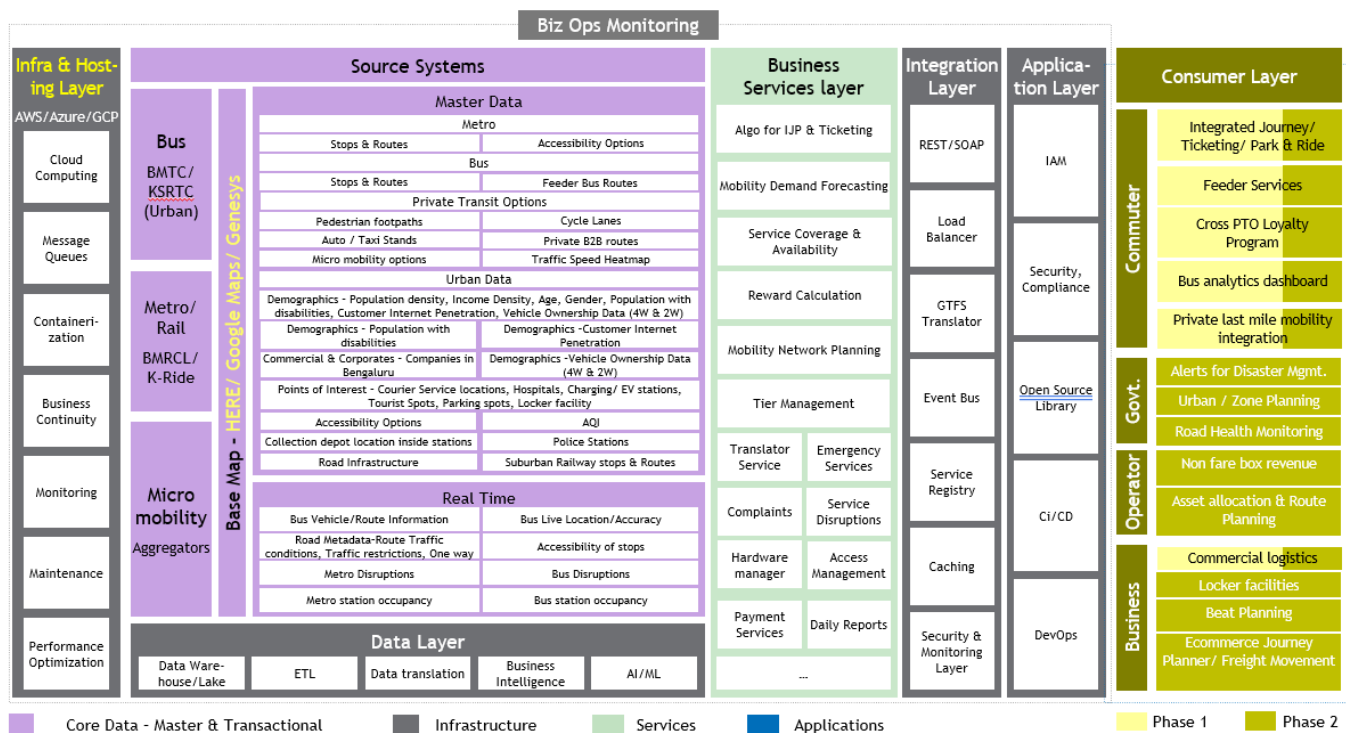 Biz Ops Monitoring
Infra & Host-
ing Layer
AWS/Azure/GCP
Cloud
Computing
Message
Queues
Containeri-
zation
Business
Continuity
Monitoring
Maintenance
Performance
Optimization
Source Systems
Bus
BMTC/
KSRTC
(Urban)
Metro/
Rail
BMRCL/
K-Ride
Micro
mobility
Aggregators
Base Map - HERE/ Google Maps/ Genesys
Master Data
Metro
Stops & Routes
Accessibility Options
Bus
Stops & Routes
Feeder Bus Routes
Private Transit Options
Pedestrian footpaths
Cycle Lanes
Auto / Taxi Stands
Private B2B routes
Micro mobility options
Traffic Speed Heatmap
Urban Data
Demographics - Population density, Income Density, Age, Gender, Population with
disabilities, Customer Internet Penetration, Vehicle Ownership Data (4W & 2W)
Demographics - Population with
disabilities
Demographics -Customer Internet
Penetration
Commercial & Corporates - Companies in
Bengaluru
Demographics -Vehicle Ownership Data
(4W & 2W)
Points of Interest - Courier Service locations, Hospitals, Charging/ EV stations,
Tourist Spots, Parking spots, Locker facility
Accessibility Options
AQI
Collection depot location inside stations
Police Stations
Road Infrastructure
Suburban Railway stops & Routes
Real Time
Bus Vehicle/Route Information
Bus Live Location/Accuracy
Road Metadata-Route Traffic
conditions, Traffic restrictions, One way
Accessibility of stops
Metro Disruptions
Bus Disruptions
Metro station occupancy
Bus station occupancy
Data Layer
Data Ware-
house/Lake
ETL
Data translation
Business
Intelligence
AI/ML
Business
Services layer
Algo for IJP & Ticketing
Mobility Demand Forecasting
Service Coverage &
Availability
Reward Calculation
Mobility Network Planning
Tier Management
Translator
Service
Emergency
Services
Complaints
Service
Disruptions
Hardware
manager
Access
Management
Payment
Services
Daily Reports
...
Integration
Layer
REST/SOAP
Load
Balancer
GTFS
Translator
Event Bus
Service
Registry
Caching
Security &
Monitoring
Layer
Applica-
tion Layer
IAM
Security,
Compliance
Open Source
Library
Ci/CD
DevOps
Consumer Layer
Commuter
Integrated Journey/
Ticketing/ Park & Ride
Feeder Services
Cross PTO Loyalty
Program
Bus analytics dashboard
Private last mile mobility
integration
Govt.
Alerts for Disaster Mgmt.
Urban / Zone Planning
Road Health Monitoring
Operator
Non fare box revenue
Asset allocation & Route
Planning
Business
Commercial logistics
Locker facilities
Beat Planning
Ecommerce Journey
Planner/ Freight Movement
Core Data - Master & Transactional
Infrastructure
Services
Applications
Phase 1
Phase 2